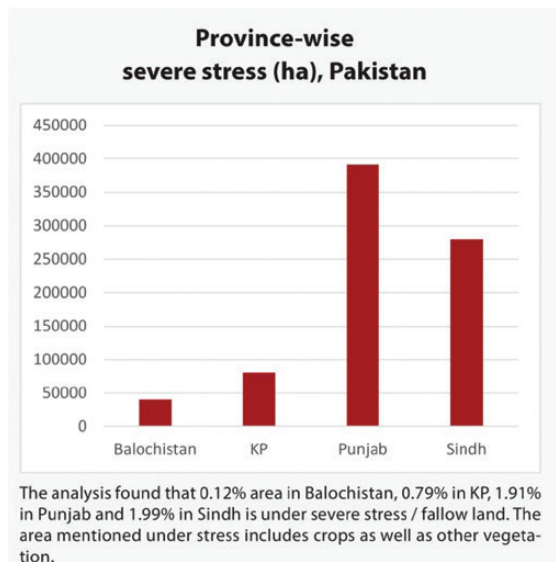 Province-wise
severe stress (ha), Pakistan
450000
400000
350000
300000
250000
200000
150000
100000
50000
0
Balochistan KP Punjab Sindh
The analysis found that 0.12% area in Balochistan, 0.79% in KP, 1.91%
in Punjab and 1.99% in Sindh is under severe stress / fallow land. The
area mentioned under stress includes crops as well as other vegeta-
tion.